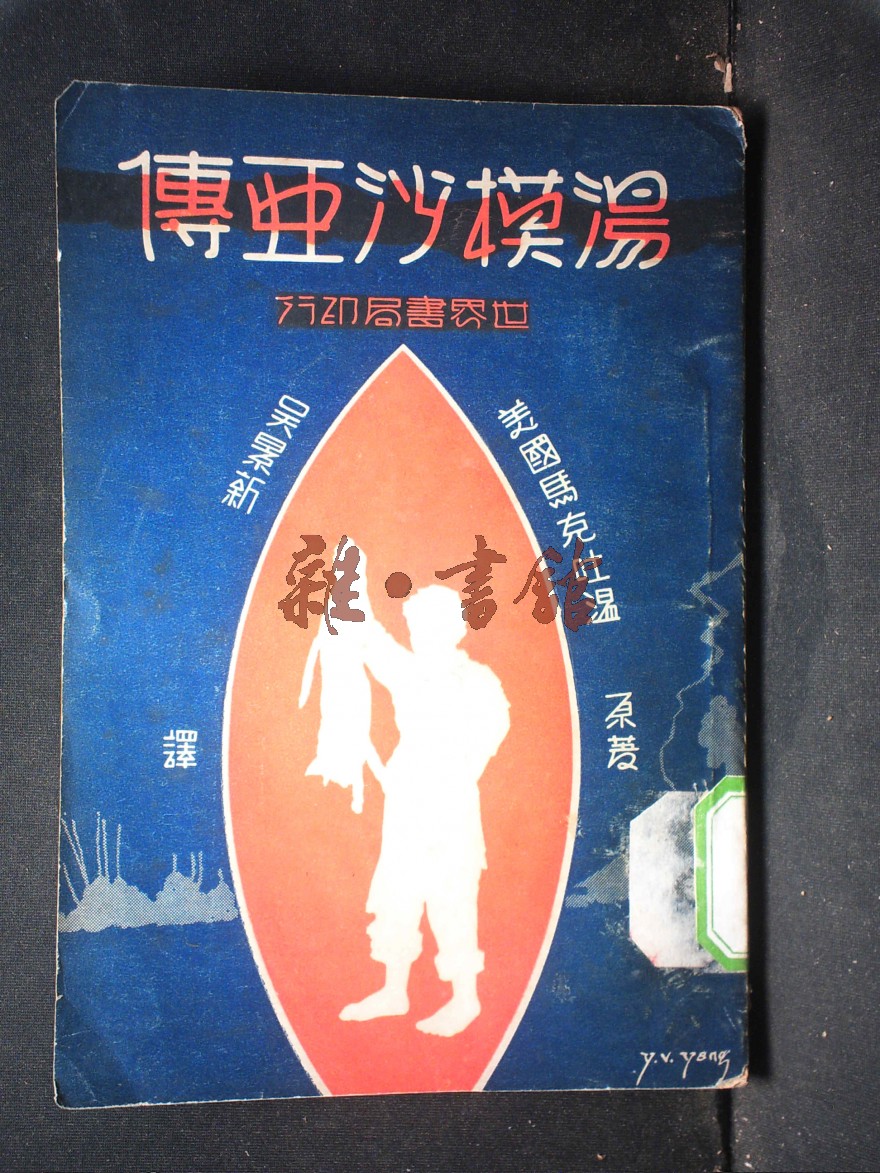 湯模沙亞傳
世界書局印行
美國馬克吐温 原著
吳景新 譯
雜·書館
y.v. yang